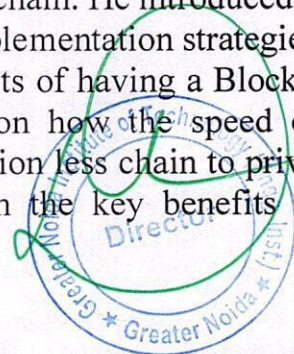 chain. He introduced
plementation strategie
ts of having a Block
on how the speed
ion less chain to priv
the key benefits
Greater Noida Institute of Technology
Inst.)
Director
★ Greater Noida ★